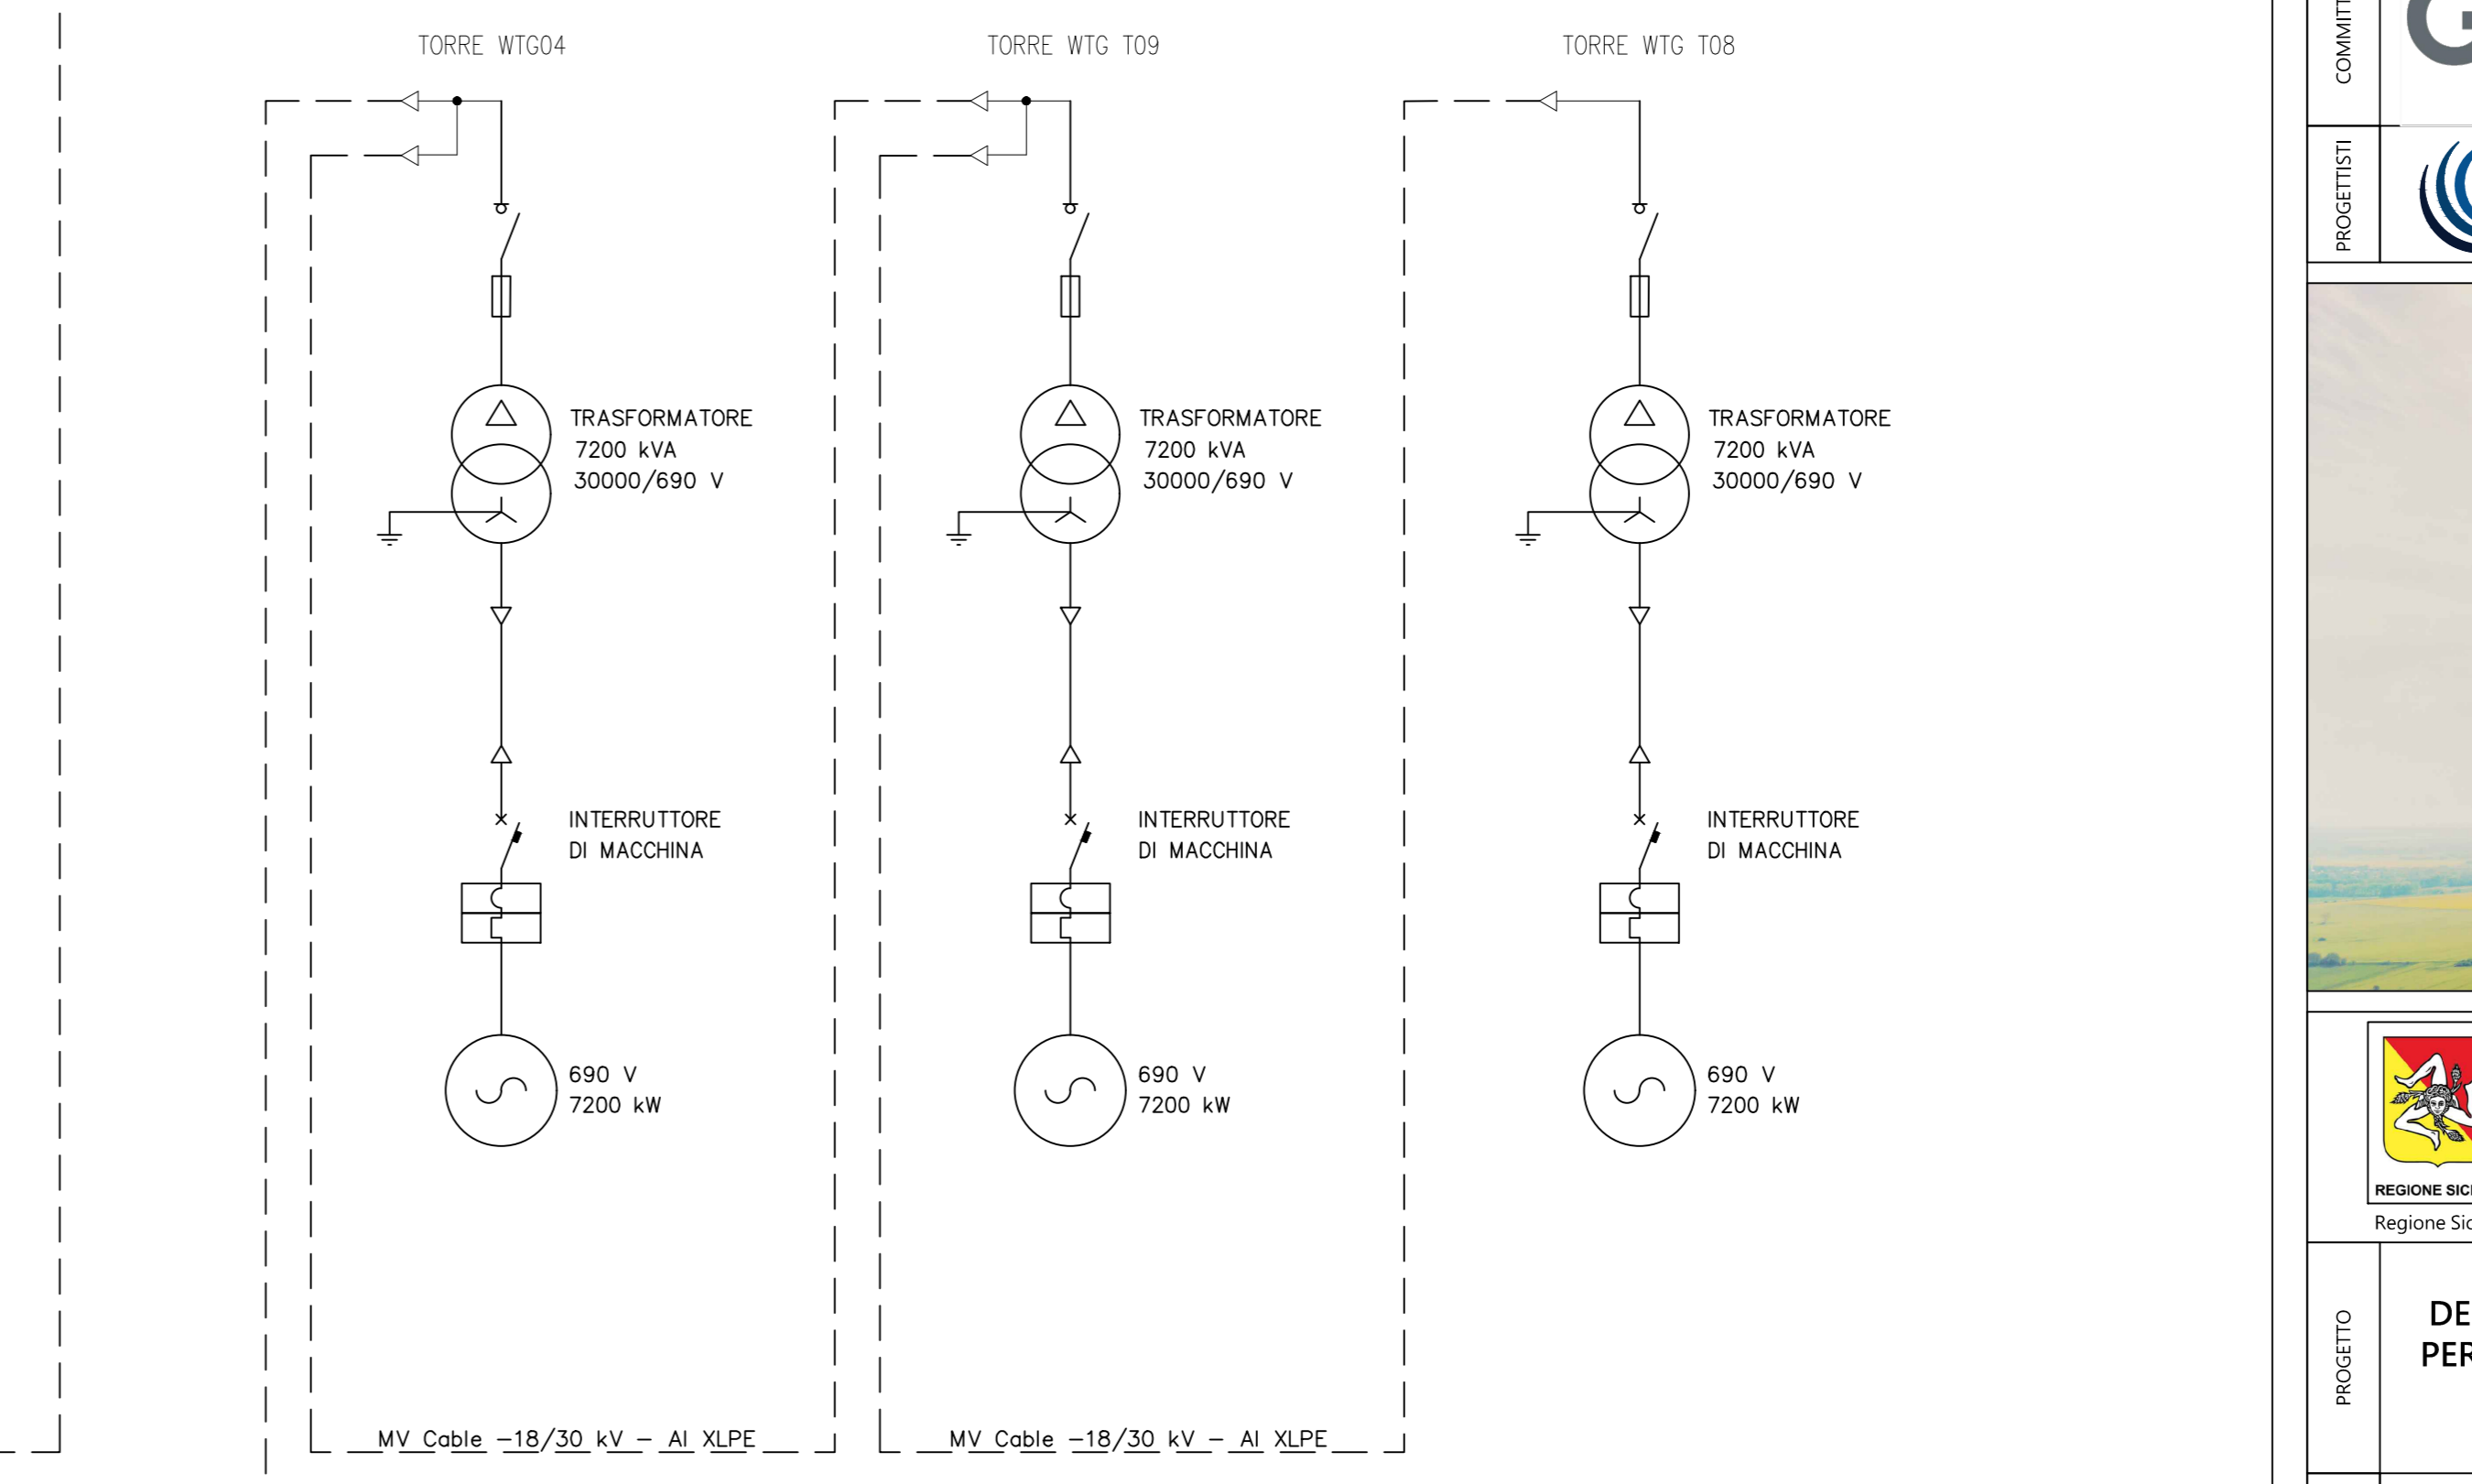 TORRE WTG04
TORRE WTG T09
TORRE WTG T08
TRASFORMATORE
7200 kVA
30000/690 V
TRASFORMATORE
7200 kVA
30000/690 V
TRASFORMATORE
7200 kVA
30000/690 V
INTERRUTTORE
DI MACCHINA
INTERRUTTORE
DI MACCHINA
INTERRUTTORE
DI MACCHINA
690 V
7200 kW
690 V
7200 kW
690 V
7200 kW
MV Cable -18/30 kV - Al XLPE
MV Cable -18/30 kV - Al XLPE
COMMITT
G
PROGETTISTI
REGIONE SIC
Regione Sic
PROGETTO
DE
PER